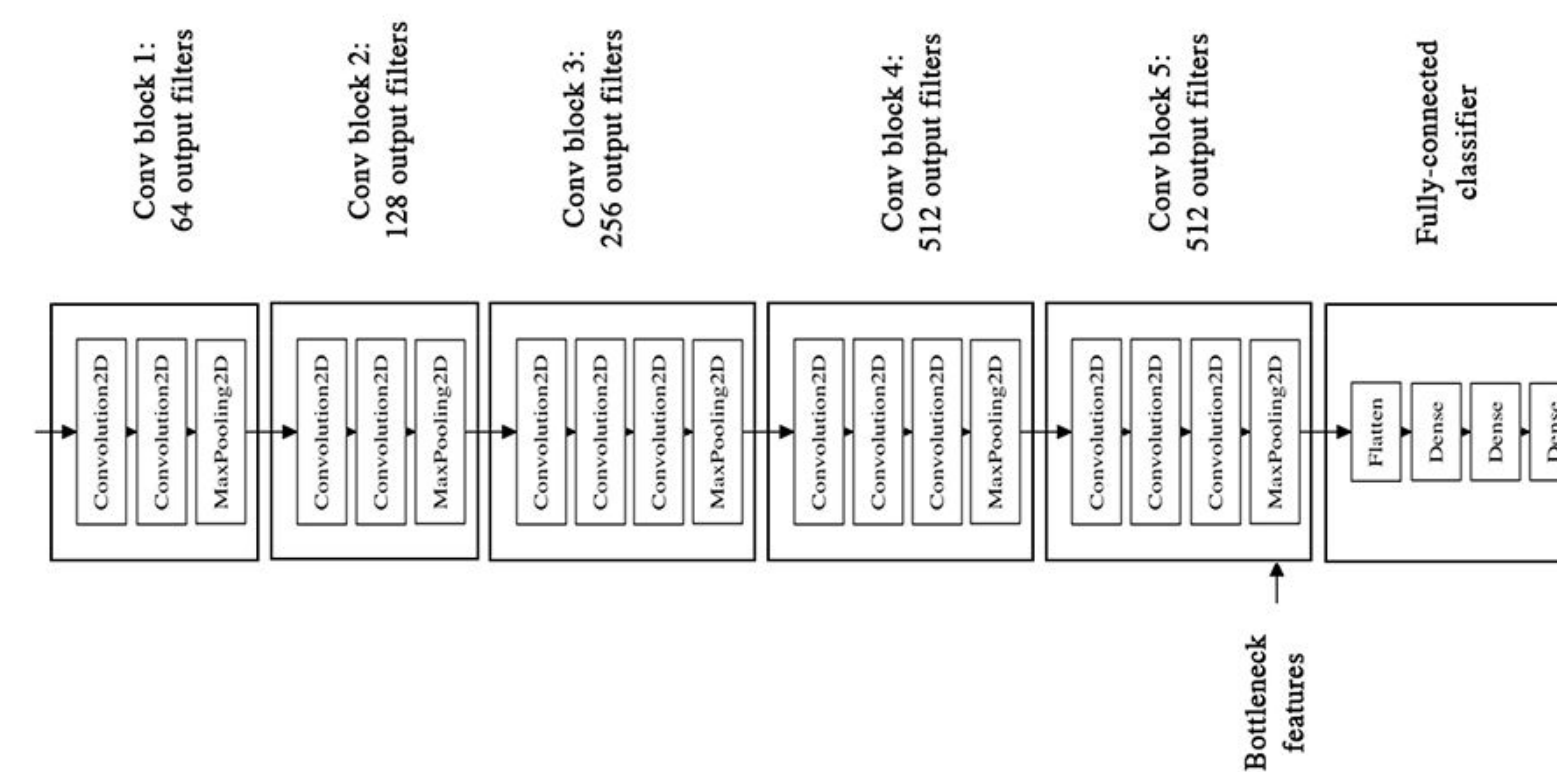 Conv block 1:
64 output filters
Convolution2D
Convolution2D
MaxPooling2D
Conv block 2:
128 output filters
Convolution2D
Convolution2D
MaxPooling2D
Conv block 3:
256 output filters
Convolution2D
Convolution2D
Convolution2D
MaxPooling2D
Conv block 4:
512 output filters
Convolution2D
Convolution2D
Convolution2D
MaxPooling2D
Conv block 5:
512 output filters
Convolution2D
Convolution2D
Convolution2D
MaxPooling2D
Bottleneck
features
Fully-connected
classifier
Flatten
Dense
Dense
Dense